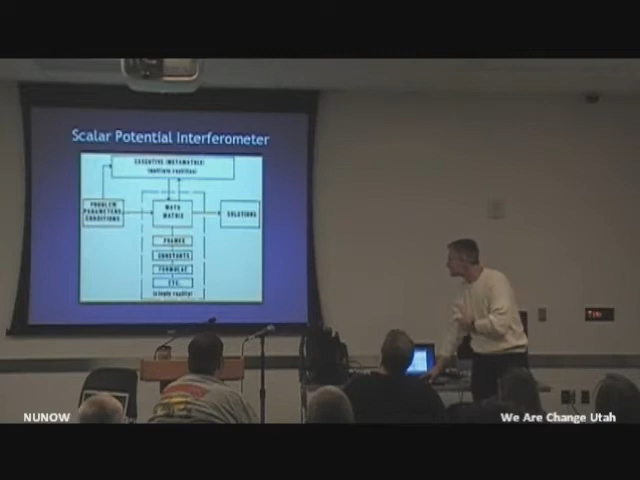 Scalar Potential Interferometer
EXECUTIVE (METAMATRIX)
(multiple realities)
PROBLEM
PARAMETERS
CONDITIONS
MATH
MATRIX
SOLUTIONS
FRAMES
CONSTANTS
FORMULAE
ETC.
(single reality)
NUNOW
We Are Change Utah